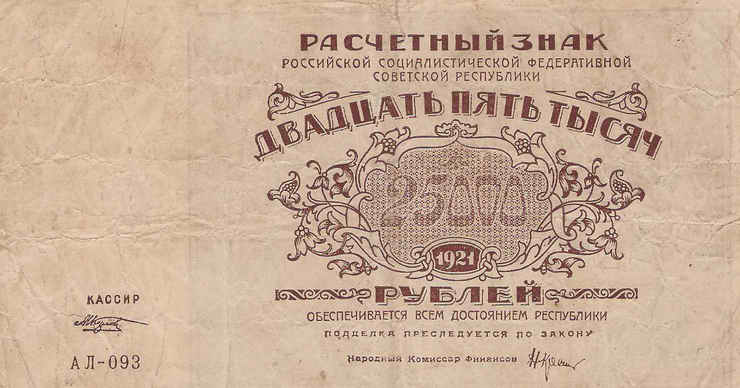 РАСЧЕТНЫЙ ЗНАК
РОССИЙСКОЙ СОЦИАЛИСТИЧЕСКОЙ ФЕДЕРАТИВНОЙ
СОВЕТСКОЙ РЕСПУБЛИКИ
ДВАДЦАТЬ ПЯТЬ ТЫСЯЧ
25000
1921
РУБЛЕЙ
ОБЕСПЕЧИВАЕТСЯ ВСЕМ ДОСТОЯНИЕМ РЕСПУБЛИКИ
ПОДДЕЛКА ПРЕСЛЕДУЕТСЯ ПО ЗАКОНУ
Народный Комиссар Финансов
КАССИР
АЛ-093